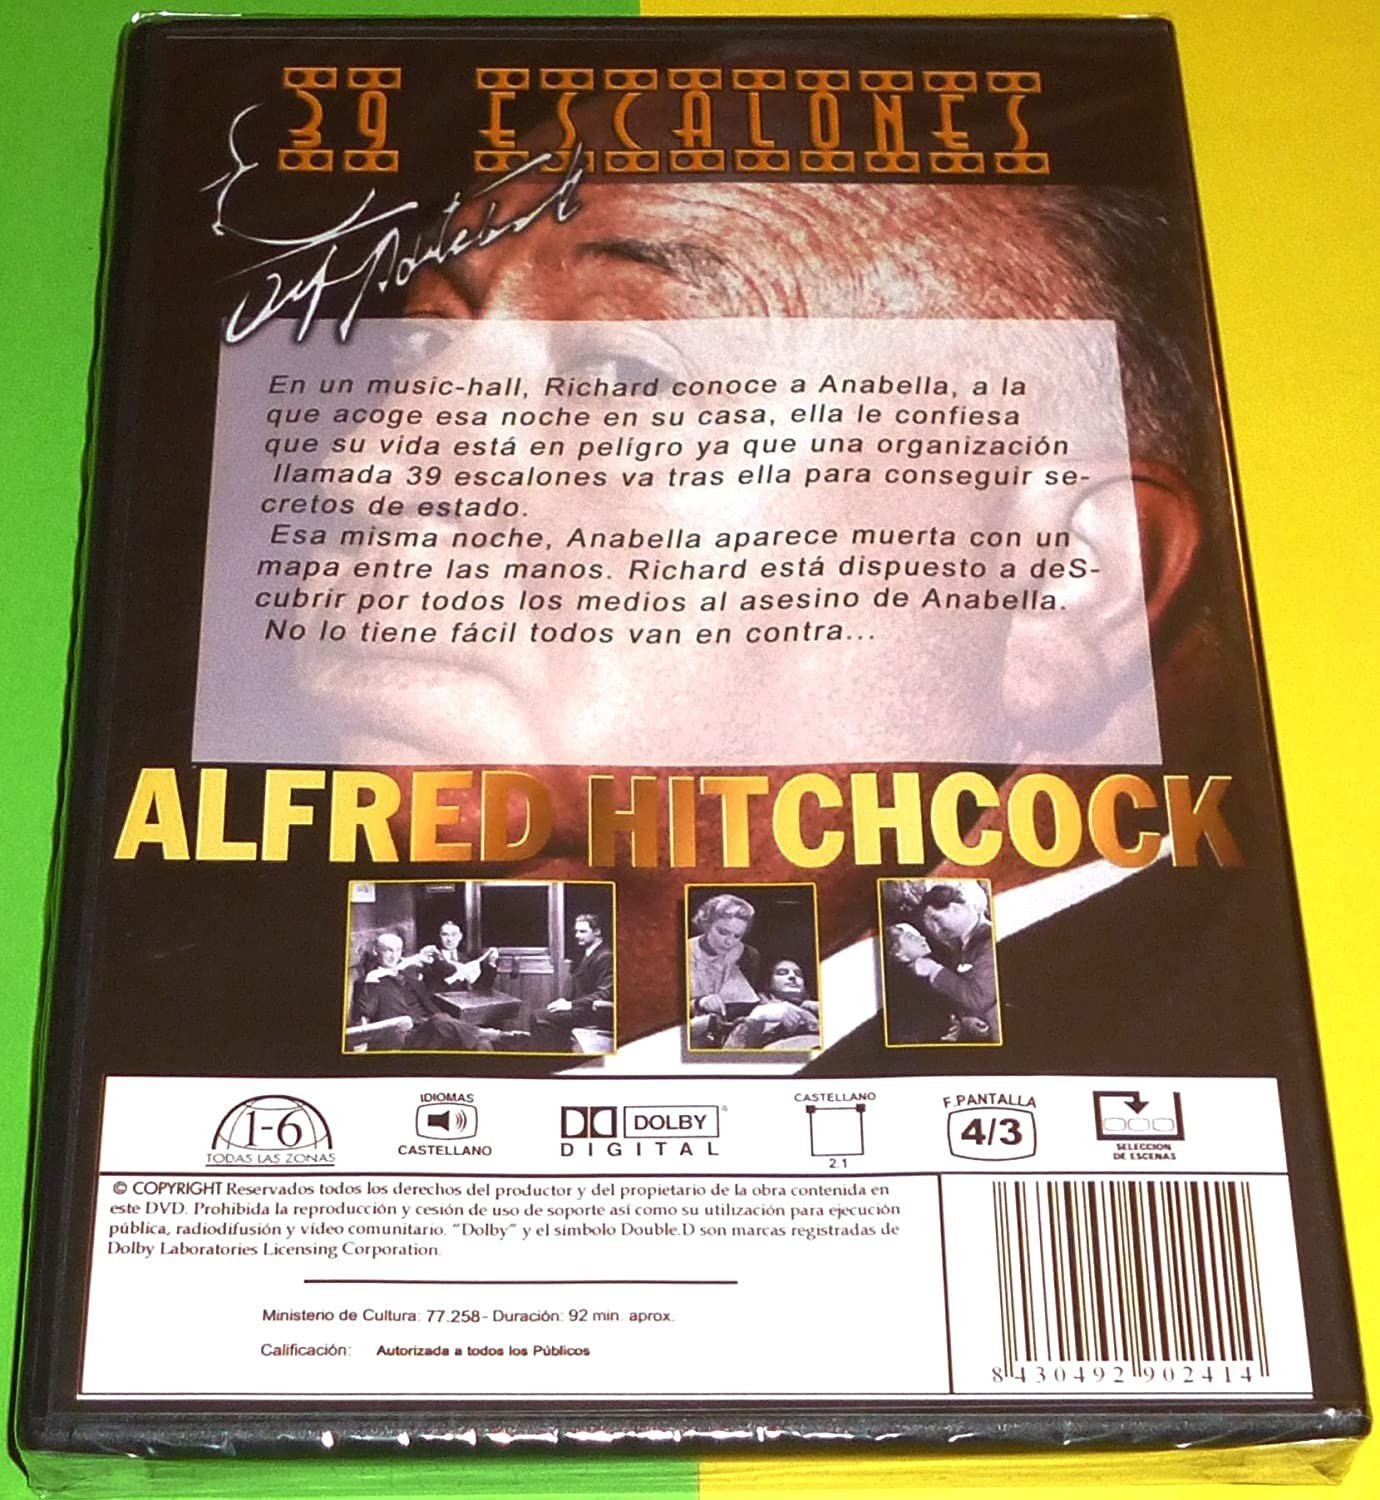 39 ESCALONES
Alf Hitchcock
En un music-hall, Richard conoce a Anabella, a la
que acoge esa noche en su casa, ella le confiesa
que su vida está en pelígro ya que una organización
llamada 39 escalones va tras ella para conseguir se-
cretos de estado.
Esa misma noche, Anabella aparece muerta con un
mapa entre las manos. Richard está dispuesto a deS-
cubrir por todos los medios al asesino de Anabella.
No lo tiene fácil todos van en contra...
ALFRED HITCHCOCK
1-6
TODAS LAS ZONAS
IDIOMAS
CASTELLANO
DOLBY
DIGITAL
CASTELLANO
2.1
F.PANTALLA
4/3
SELECCION
DE ESCENAS
© COPYRIGHT Reservados todos los derechos del productor y del propietario de la obra contenida en
este DVD. Prohibida la reproducción y cesión de uso de soporte así como su utilización para ejecución
pública, radiodifusión y vídeo comunitario. "Dolby" y el símbolo Double.D son marcas registradas de
Dolby Laboratories Licensing Corporation.
Ministerio de Cultura: 77.258- Duración: 92 min. aprox.
Calificación: Autorizada a todos los Públicos
8 430492 902414